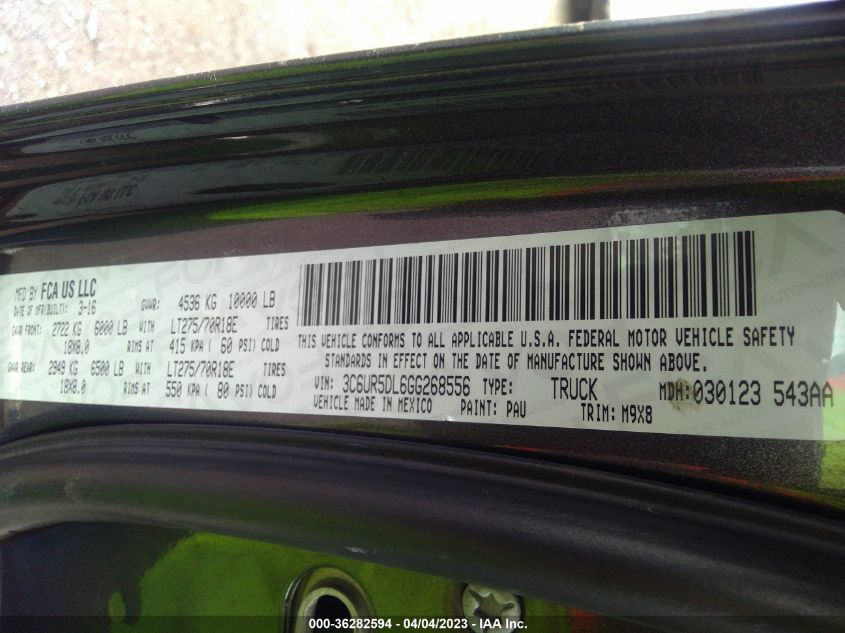 MFD BY FCA US LLC
DATE OF MFR(BUILT): 3-16 GVWR: 4536 KG 10000 LB
GAWR FRONT: 2722 KG 6000 LB WITH LT275/70R18E TIRES
18X8.0 RIMS AT 415 KPA ( 60 PSI) COLD
GAWR REAR: 2949 KG 6500 LB WITH LT275/70R18E TIRES
18X8.0 RIMS AT 550 KPA ( 80 PSI) COLD
THIS VEHICLE CONFORMS TO ALL APPLICABLE U.S.A. FEDERAL MOTOR VEHICLE SAFETY
STANDARDS IN EFFECT ON THE DATE OF MANUFACTURE SHOWN ABOVE.
VIN: 3C6UR5DL6GG268556 TYPE: TRUCK MDH: 030123 543AA
VEHICLE MADE IN MEXICO PAINT: PAU TRIM: M9X8
000-36282594 - 04/04/2023 - IAA Inc.